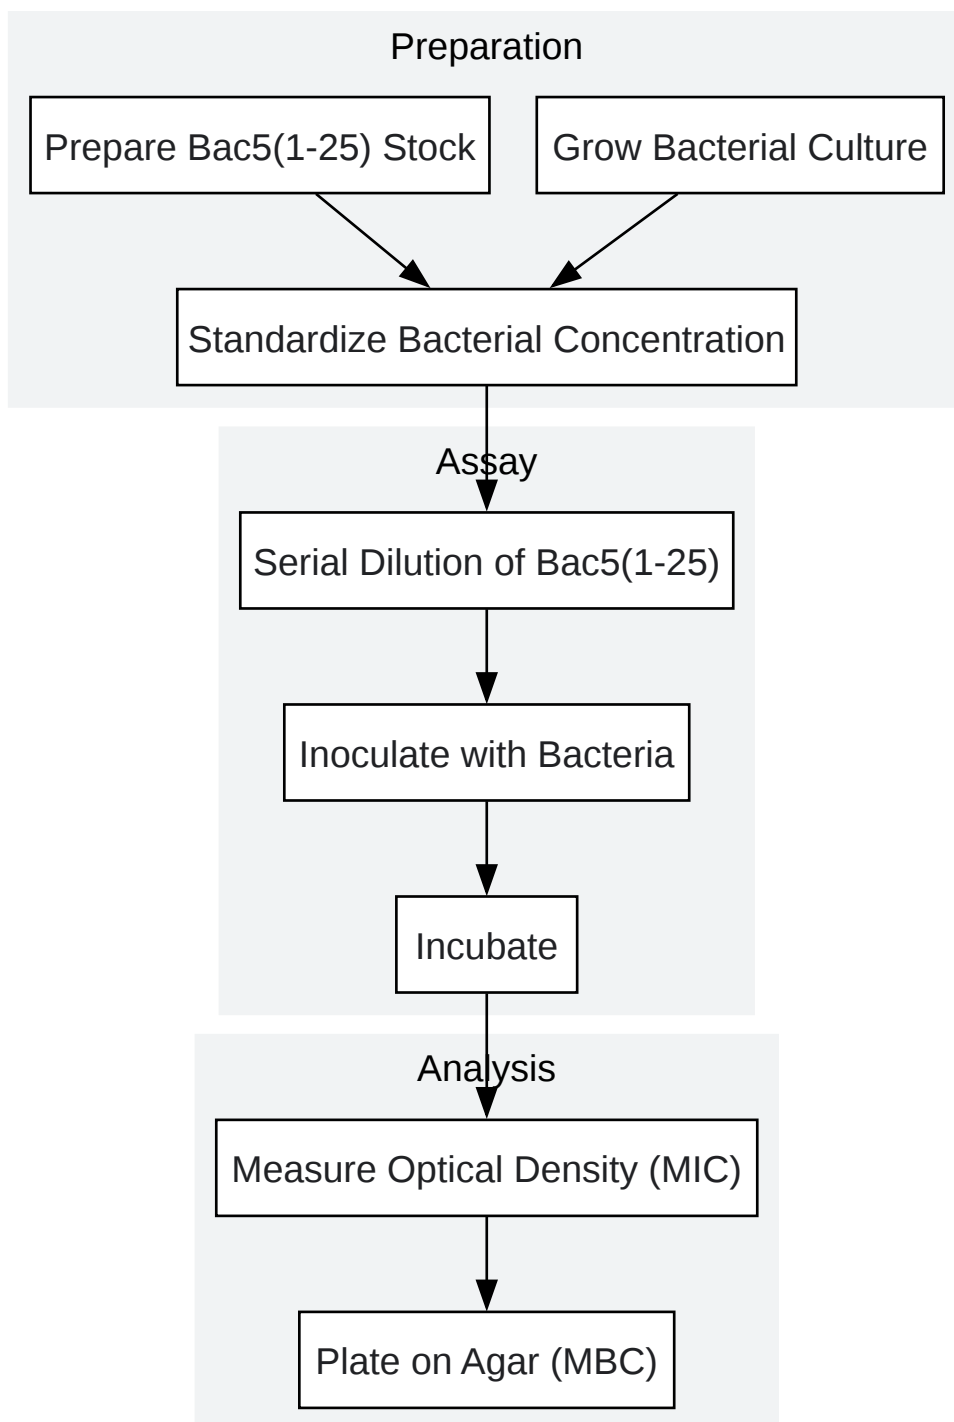 Preparation
Prepare Bac5(1-25) Stock
Grow Bacterial Culture
Standardize Bacterial Concentration
Assay
Serial Dilution of Bac5(1-25)
Inoculate with Bacteria
Incubate
Analysis
Measure Optical Density (MIC)
Plate on Agar (MBC)